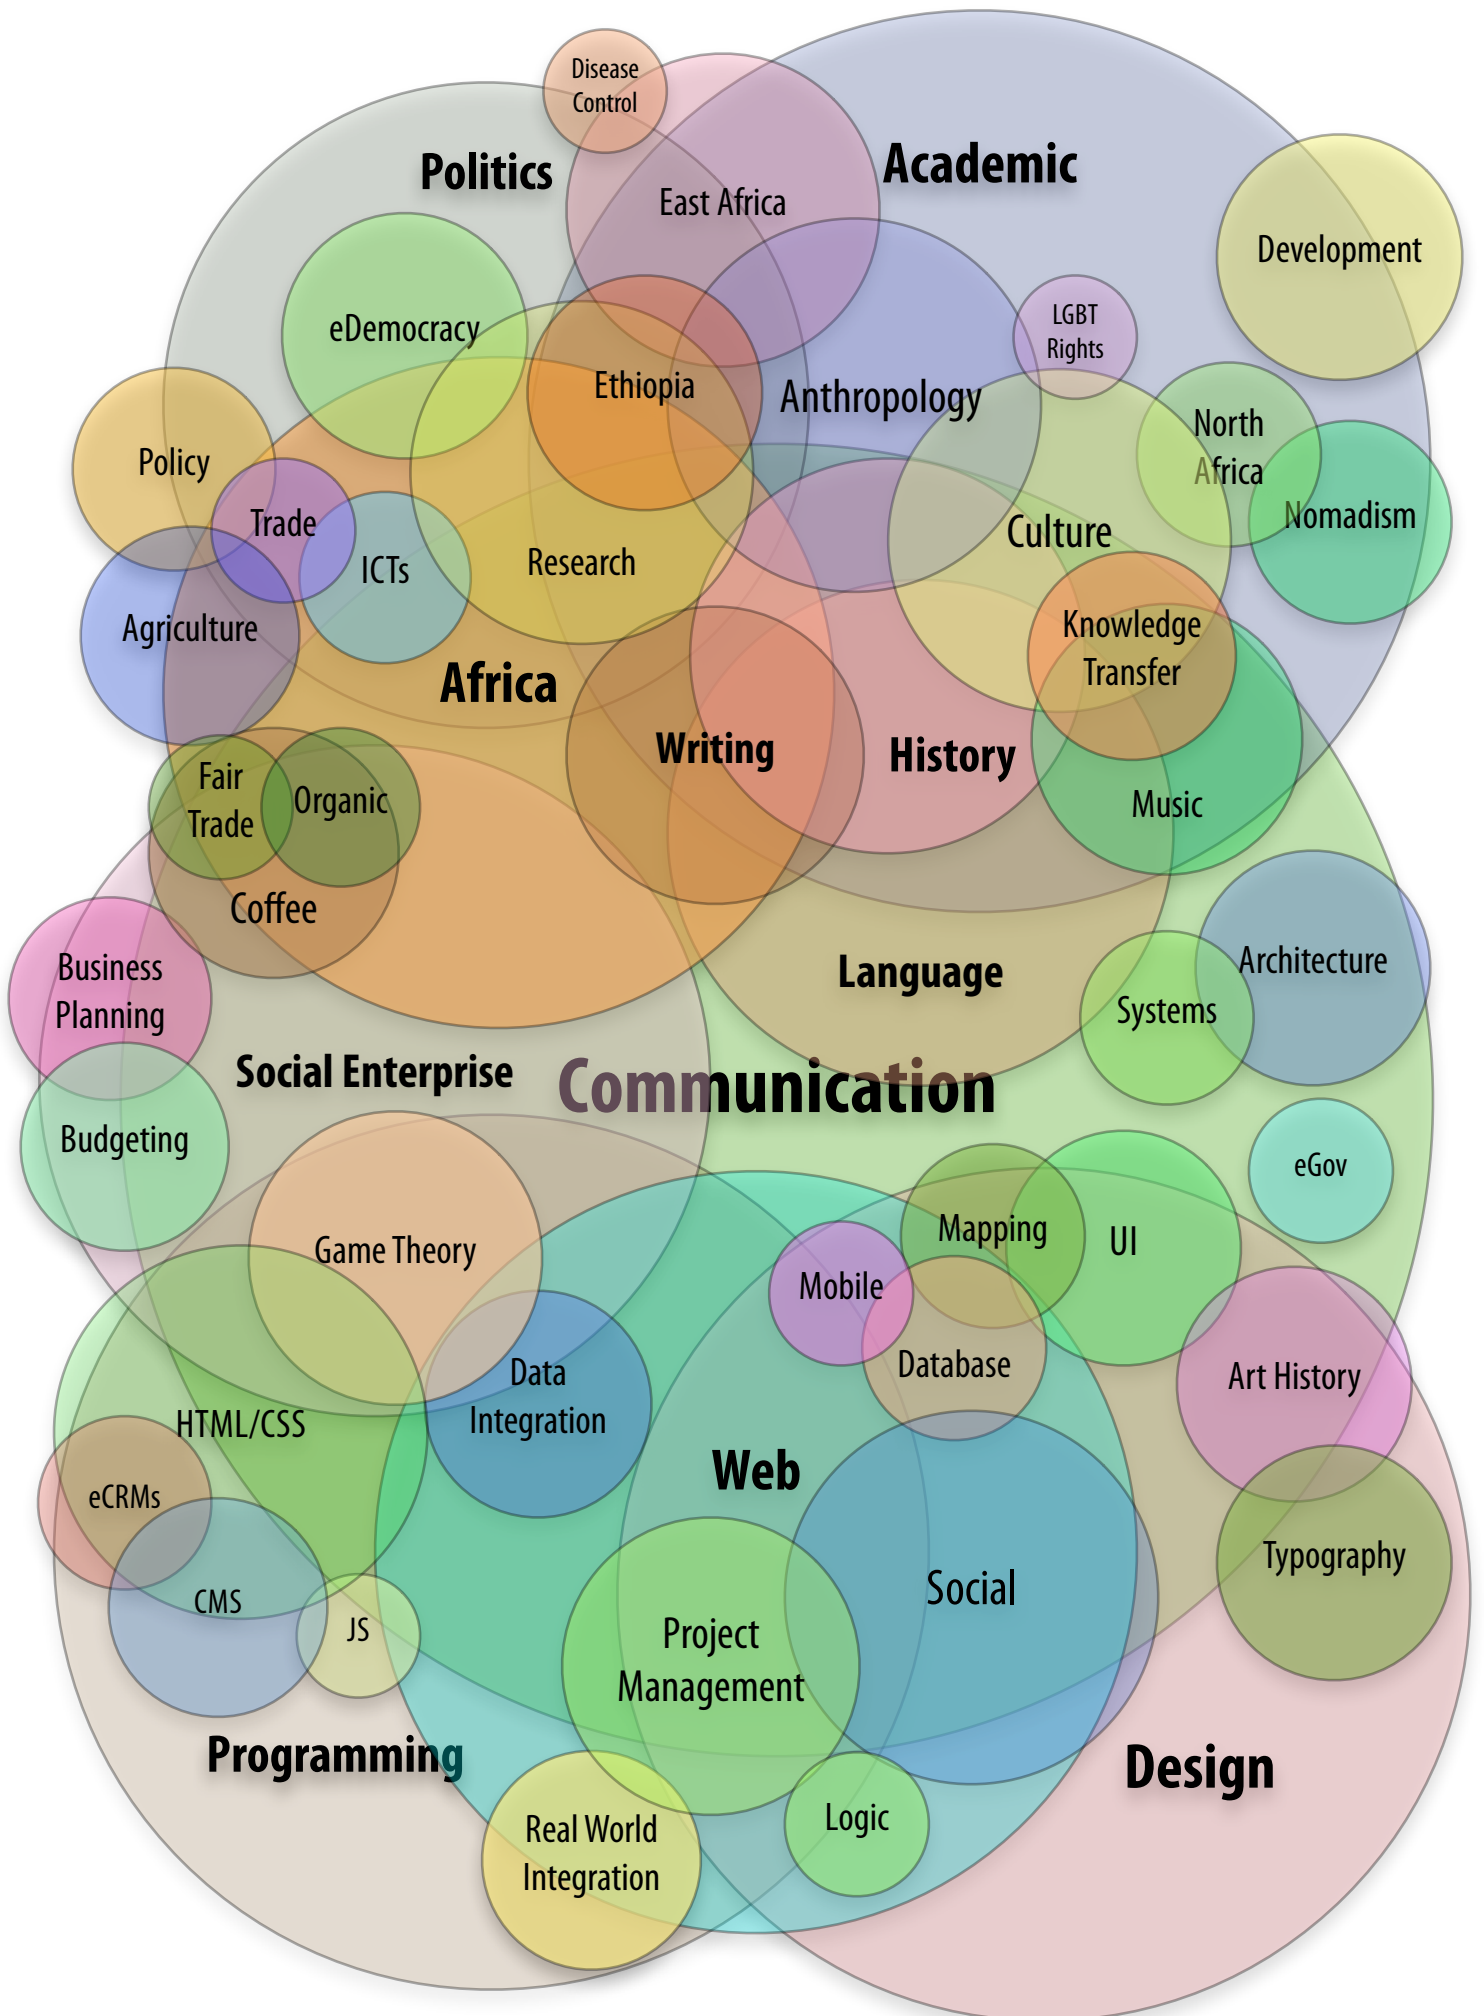 Disease
Control
Politics
Academic
East Africa
Development
eDemocracy
LGBT
Rights
Ethiopia
Anthropology
North
Africa
Policy
Trade
Nomadism
ICTs
Research
Culture
Agriculture
Knowledge
Transfer
Africa
Writing
History
Fair
Trade
Organic
Music
Coffee
Business
Planning
Language
Architecture
Systems
Social Enterprise
Communication
Budgeting
eGov
Game Theory
Mapping
UI
Mobile
Database
Data
Integration
Art History
HTML/CSS
Web
eCRMs
Typography
CMS
JS
Social
Project
Management
Programming
Design
Real World
Integration
Logic